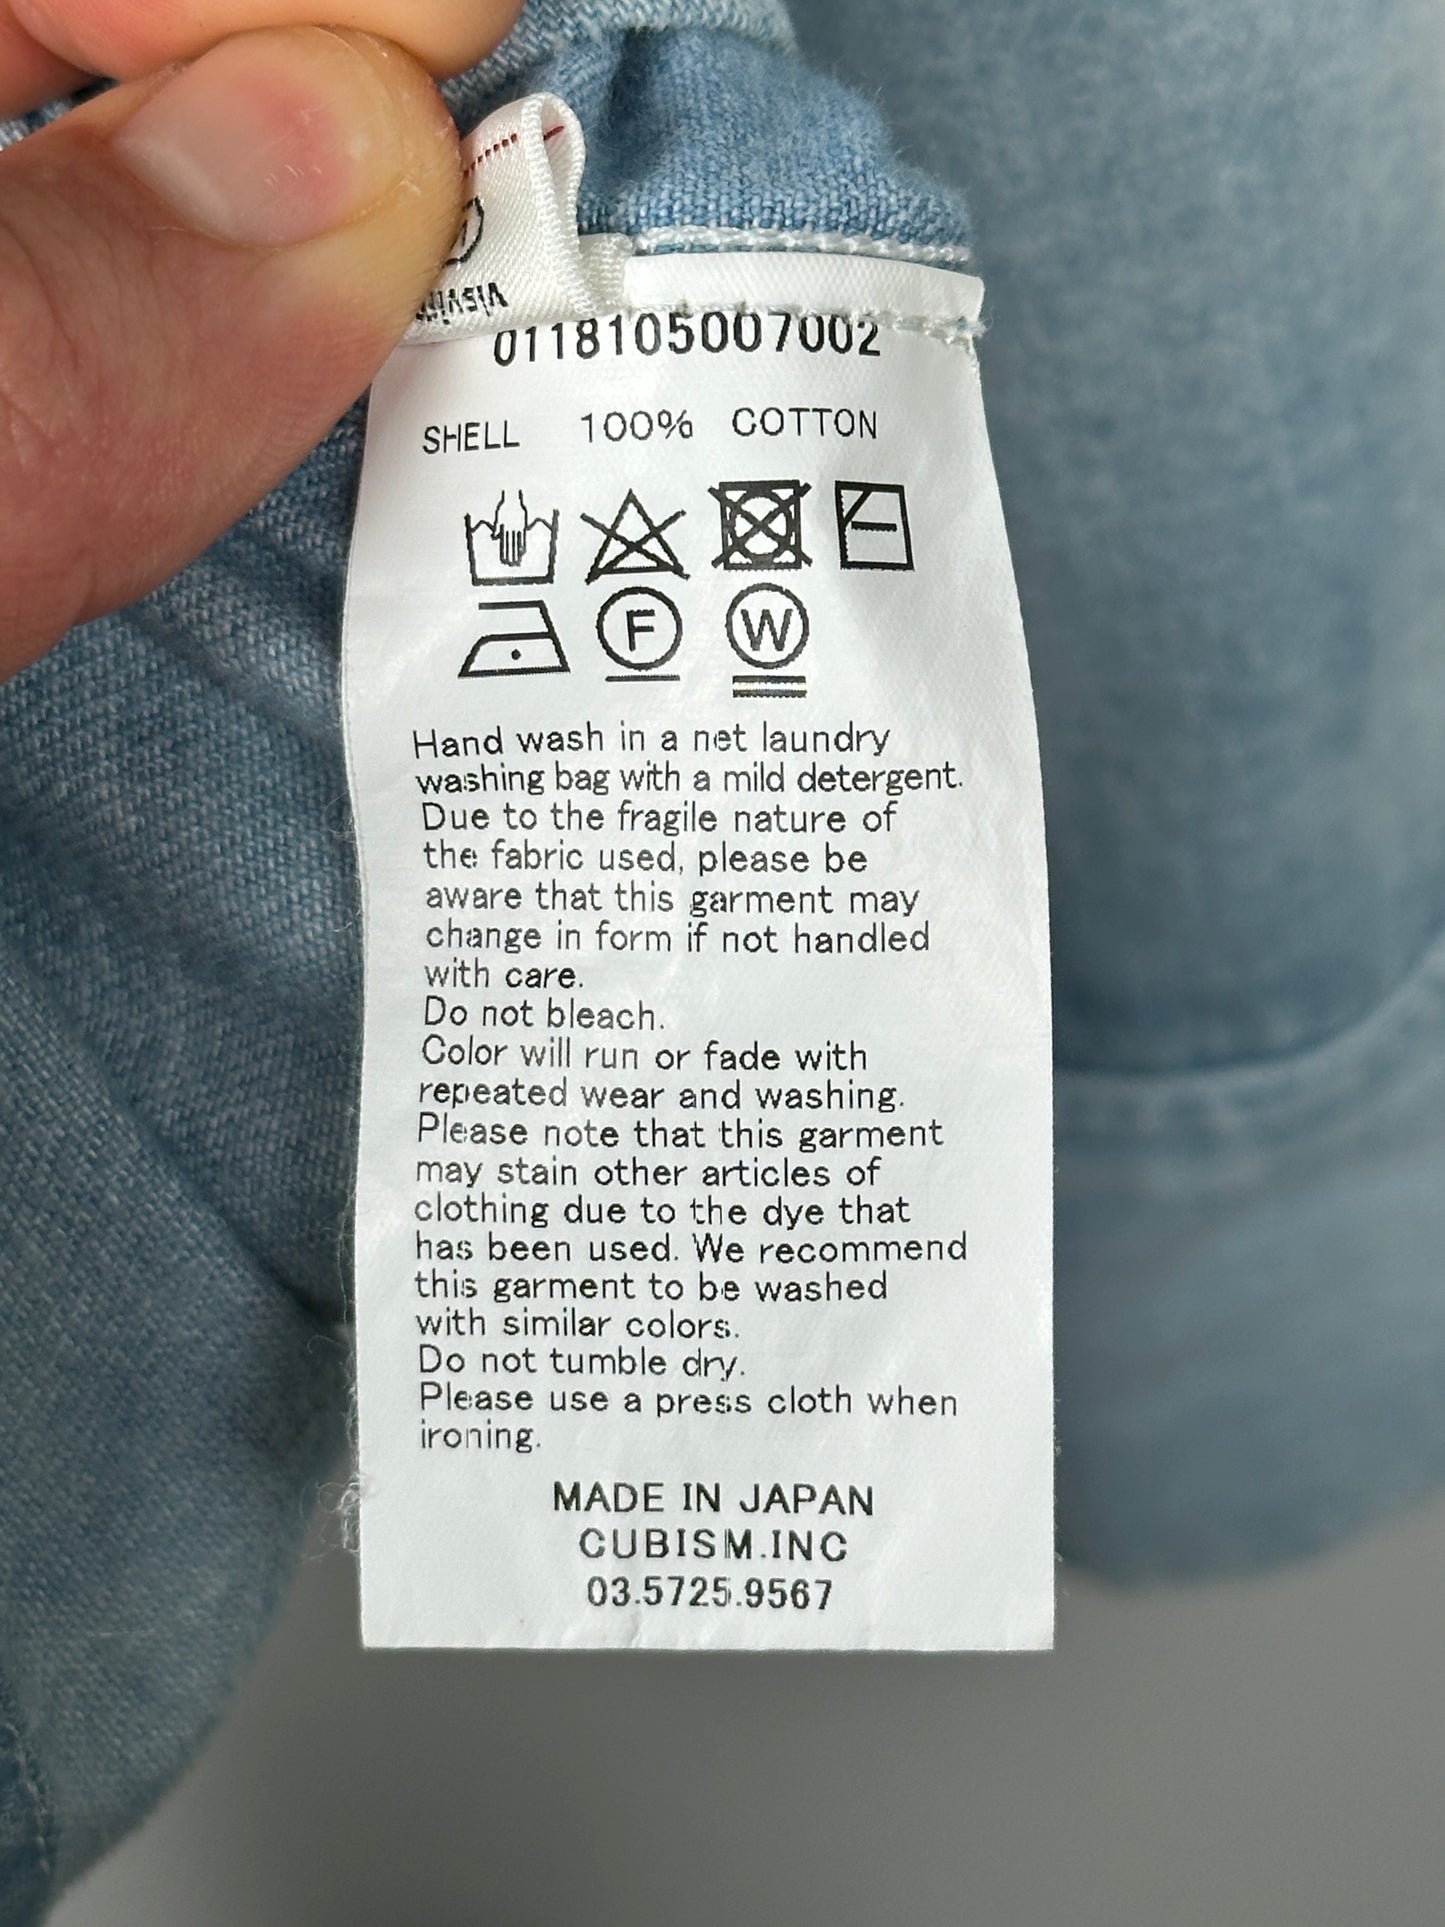 0118105007002
SHELL 100% COTTON
F W
Hand wash in a net laundry
washing bag with a mild detergent.
Due to the fragile nature of
the fabric used, please be
aware that this garment may
change in form if not handled
with care.
Do not bleach.
Color will run or fade with
repeated wear and washing.
Please note that this garment
may stain other articles of
clothing due to the dye that
has been used. We recommend
this garment to be washed
with similar colors.
Do not tumble dry.
Please use a press cloth when
ironing.
MADE IN JAPAN
CUBISM.INC
03.5725.9567